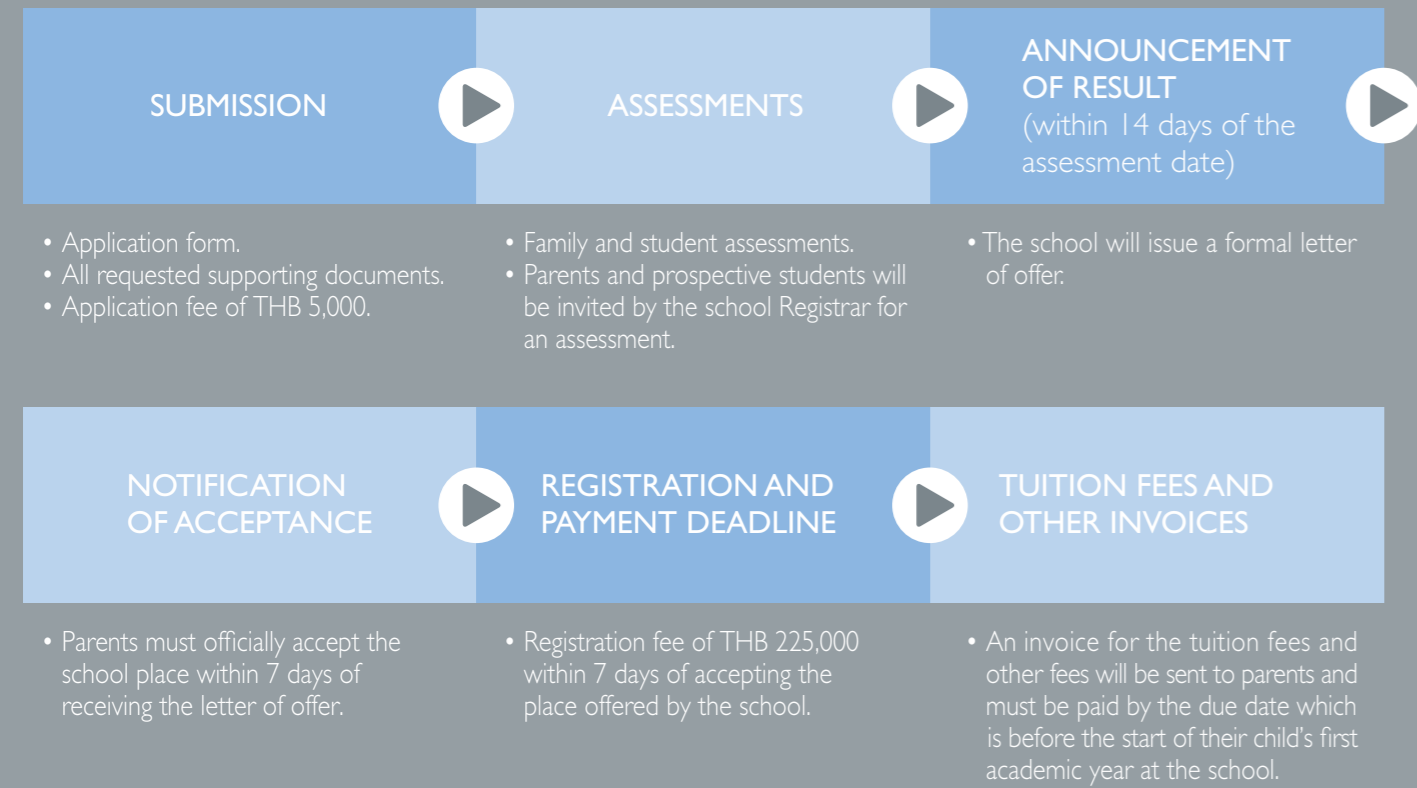 SUBMISSION
ASSESSMENTS
ANNOUNCEMENT
OF RESULT
(within 14 days of the
assessment date)
• Application form.
• All requested supporting documents.
• Application fee of THB 5,000.
• Family and student assessments.
• Parents and prospective students will
be invited by the school Registrar for
an assessment.
• The school will issue a formal letter
of offer.
NOTIFICATION
OF ACCEPTANCE
REGISTRATION AND
PAYMENT DEADLINE
TUITION FEES AND
OTHER INVOICES
• Parents must officially accept the
school place within 7 days of
receiving the letter of offer.
• Registration fee of THB 225,000
within 7 days of accepting the
place offered by the school.
• An invoice for the tuition fees and
other fees will be sent to parents and
must be paid by the due date which
is before the start of their child's first
academic year at the school.